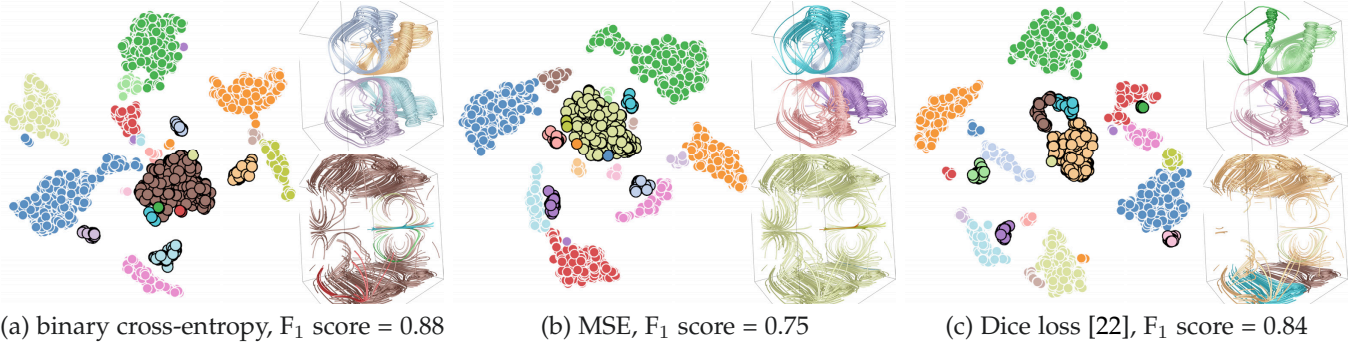 (a) binary cross-entropy, F₁ score = 0.88
(b) MSE, F₁ score = 0.75
(c) Dice loss [22], F₁ score = 0.84